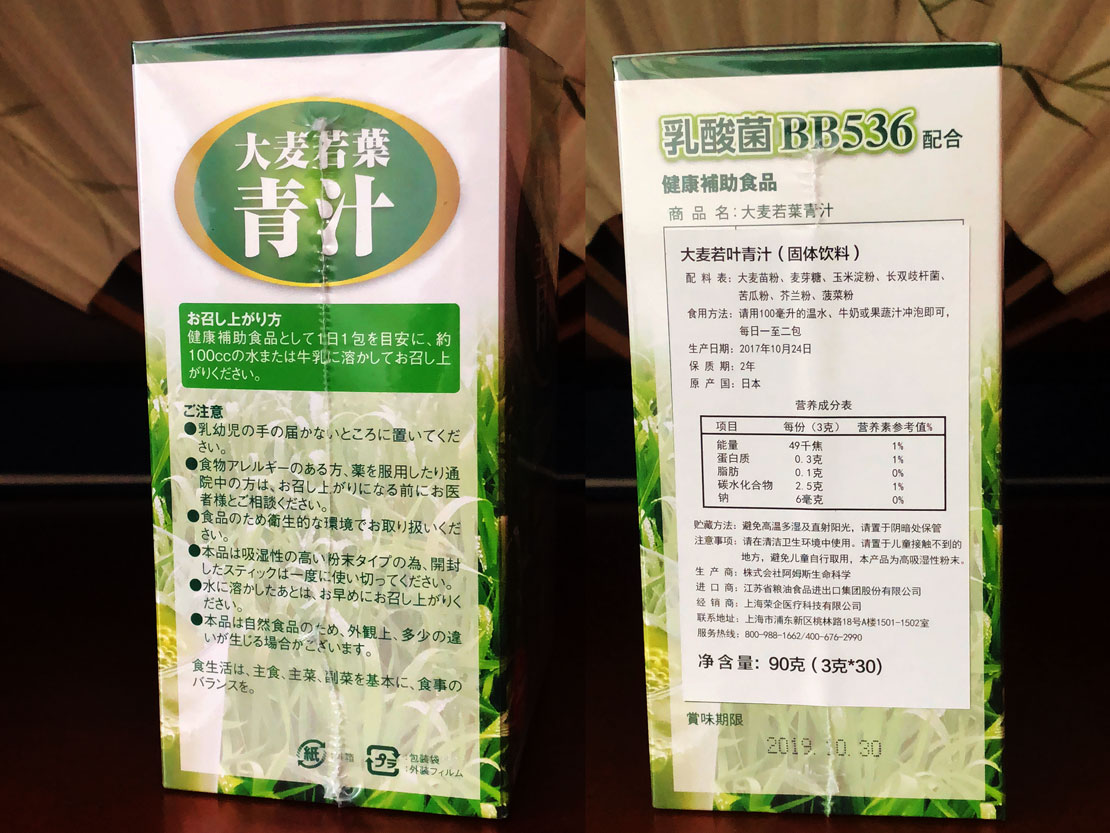 大麦若葉
青汁
お召し上がり方
健康補助食品として1日1包を目安に、約
100ccの水または牛乳に溶かしてお召し上
がりください。
ご注意
●乳幼児の手の届かないところに置いてくだ
さい。
●食物アレルギーのある方、薬を服用したり通
院中の方は、お召し上がりになる前にお医
者様とご相談ください。
●食品のため衛生的な環境でお取り扱いくだ
さい。
●本品は吸湿性の高い粉末タイプの為、開封
したスティックは一度に使い切ってください。
●水に溶かしたあとは、お早めにお召し上がりく
ださい。
●本品は自然食品のため、外観上、多少の違
いが生じる場合がございます。
食生活は、主食、主菜、副菜を基本に、食事の
バランスを。
紙
箱
プラ
包装袋
外装フィルム
乳酸菌 BB536 配合
健康補助食品
商品名:大麦若葉青汁
大麦若叶青汁(固体饮料)
配料表:大麦苗粉、麦芽糖、玉米淀粉、长双歧杆菌、
苦瓜粉、芥兰粉、菠菜粉
食用方法:请用100毫升的温水、牛奶或果蔬汁冲泡即可,
每日一至二包
生产日期:2017年10月24日
保质期:2年
原产国:日本
营养成分表
项目 每份(3克) 营养素参考值%
能量 49千焦 1%
蛋白质 0.3克 1%
脂肪 0.1克 0%
碳水化合物 2.5克 1%
钠 6毫克 0%
贮藏方法:避免高温多湿及直射阳光,请置于阴暗处保管
注意事项:请在清洁卫生环境中使用。请置于儿童接触不到的
地方,避免儿童自行取用,本产品为高吸湿性粉末。
生产商:株式会社阿姆斯生命科学
进口商:江苏省粮油食品进出口集团股份有限公司
经销商:上海荣企医疗科技有限公司
联系地址:上海市浦东新区桃林路18号A楼1501-1502室
服务热线:800-988-1662/400-676-2990
净含量:90克(3克*30)
賞味期限
2019.10.30